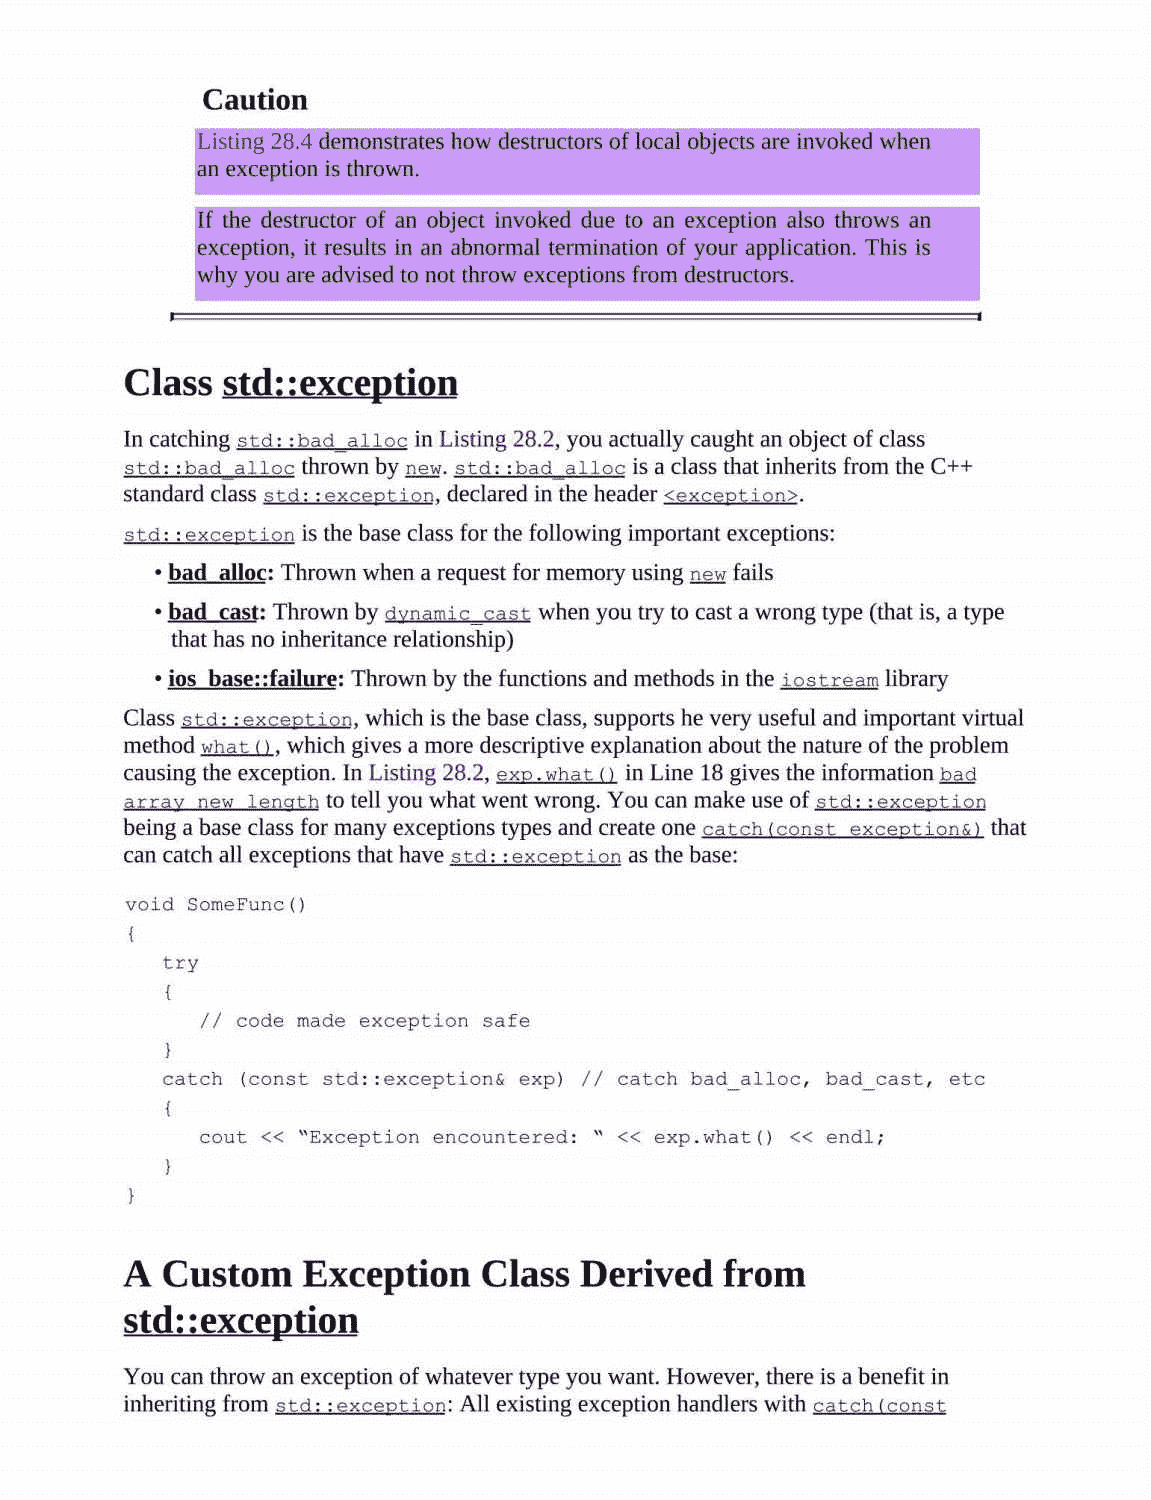 Caution
Listing 28.4 demonstrates how destructors of local objects are invoked when
an exception is thrown.
If the destructor of an object invoked due to an exception also throws an
exception, it results in an abnormal termination of your application. This is
why you are advised to not throw exceptions from destructors.
Class std::exception
In catching std::bad_alloc in Listing 28.2, you actually caught an object of class
std::bad_alloc thrown by new. std::bad_alloc is a class that inherits from the C++
standard class std::exception, declared in the header <exception>.
std::exception is the base class for the following important exceptions:
• bad_alloc: Thrown when a request for memory using new fails
• bad_cast: Thrown by dynamic_cast when you try to cast a wrong type (that is, a type
that has no inheritance relationship)
• ios_base::failure: Thrown by the functions and methods in the iostream library
Class std::exception, which is the base class, supports he very useful and important virtual
method what(), which gives a more descriptive explanation about the nature of the problem
causing the exception. In Listing 28.2, exp.what() in Line 18 gives the information bad
array new length to tell you what went wrong. You can make use of std::exception
being a base class for many exceptions types and create one catch(const exception&) that
can catch all exceptions that have std::exception as the base:
void SomeFunc()
{
   try
   {
      // code made exception safe
   }
   catch (const std::exception& exp) // catch bad_alloc, bad_cast, etc
   {
      cout << “Exception encountered: “ << exp.what() << endl;
   }
}
A Custom Exception Class Derived from
std::exception
You can throw an exception of whatever type you want. However, there is a benefit in
inheriting from std::exception: All existing exception handlers with catch(const